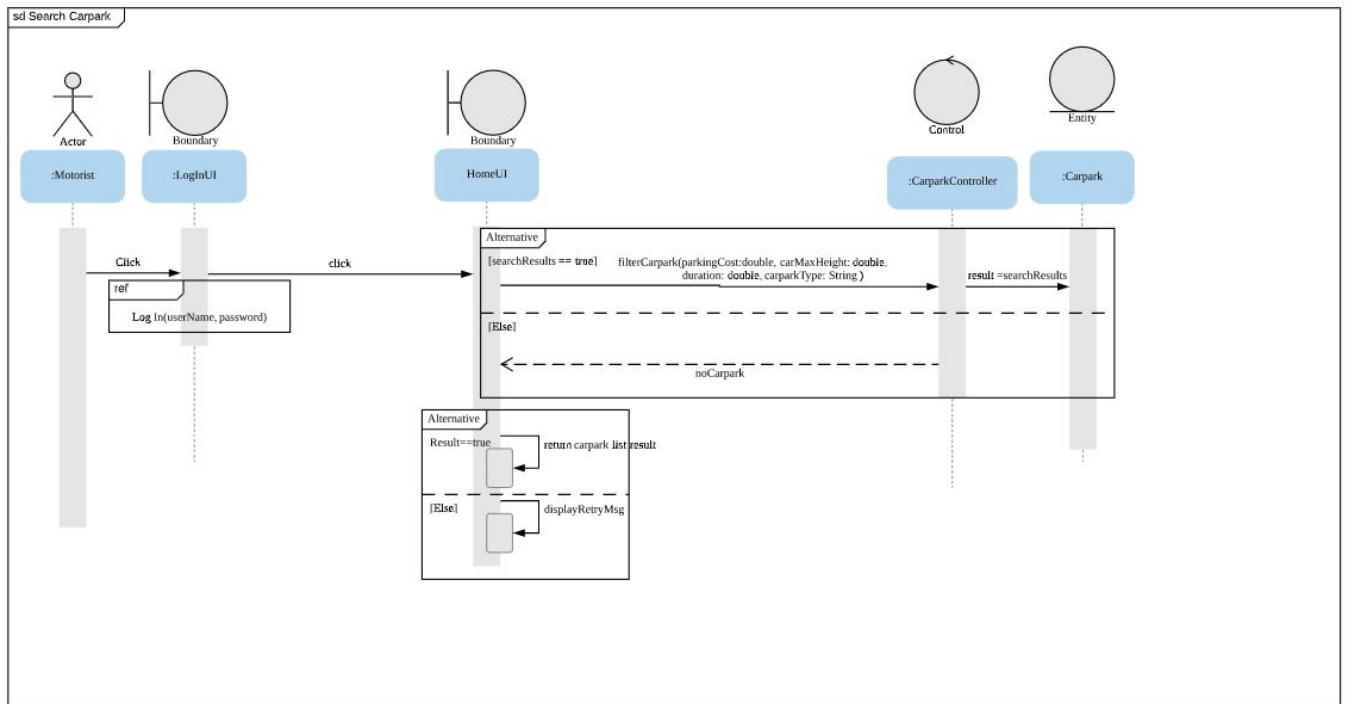 sd Search Carpark
Actor
Boundary
Boundary
Control
Entity
:Motorist
:LogInUI
HomeUI
:CarparkController
:Carpark
Alternative
[searchResults == true]
filterCarpark(parkingCost:double, carMaxHeight: double,
duration: double, carparkType: String )
result =searchResults
Click
click
ref
Log In(userName, password)
[Else]
noCarpark
Alternative
Result==true
return carpark list result
[Else]
displayRetryMsg